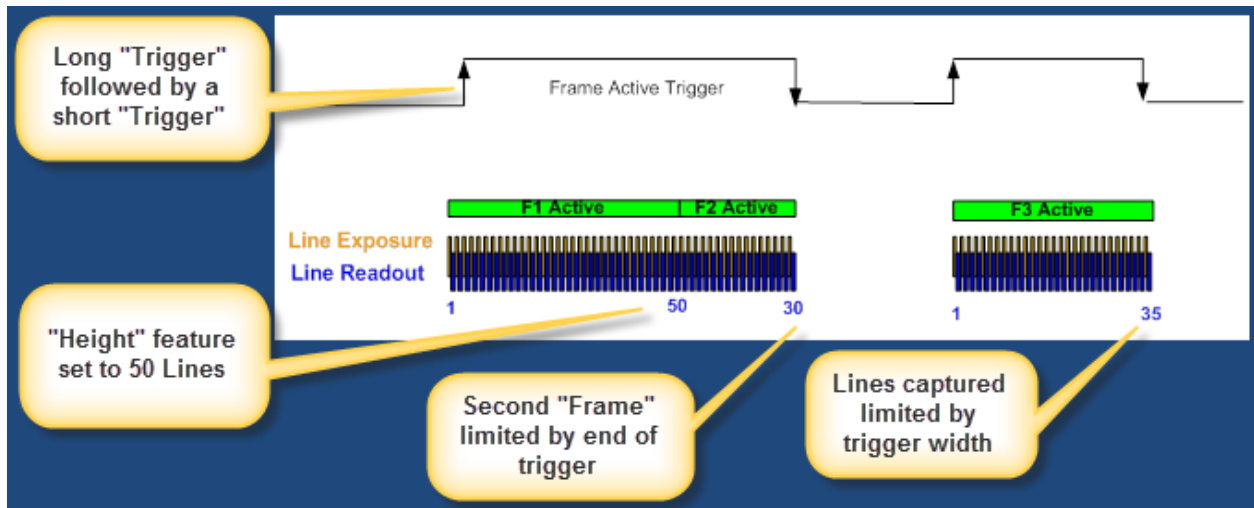 Long "Trigger"
followed by a
short "Trigger"
Frame Active Trigger
F1 Active
F2 Active
F3 Active
Line Exposure
Line Readout
1
50
30
1
35
"Height" feature
set to 50 Lines
Second "Frame"
limited by end of
trigger
Lines captured
limited by
trigger width